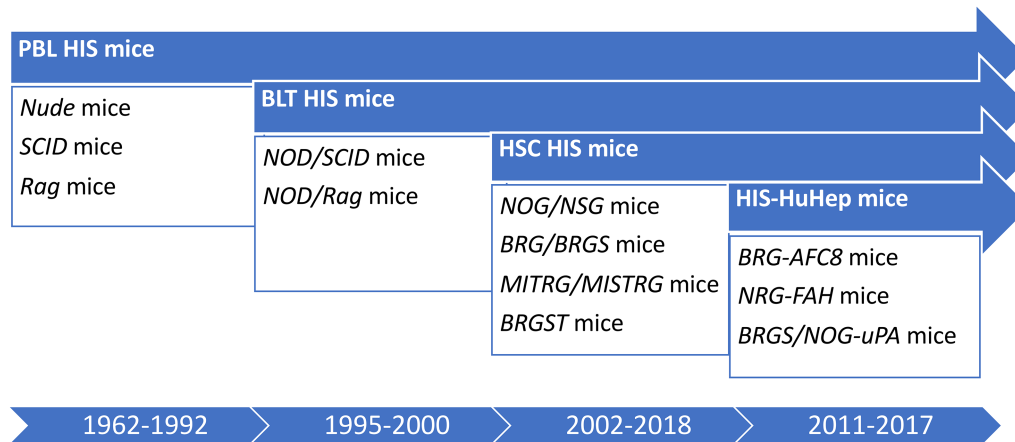 PBL HIS mice
Nude mice
SCID mice
Rag mice
BLT HIS mice
NOD/SCID mice
NOD/Rag mice
HSC HIS mice
NOG/NSG mice
BRG/BRGS mice
MITRG/MISTRG mice
BRGST mice
HIS-HuHep mice
BRG-AFC8 mice
NRG-FAH mice
BRGS/NOG-uPA mice
1962-1992
1995-2000
2002-2018
2011-2017